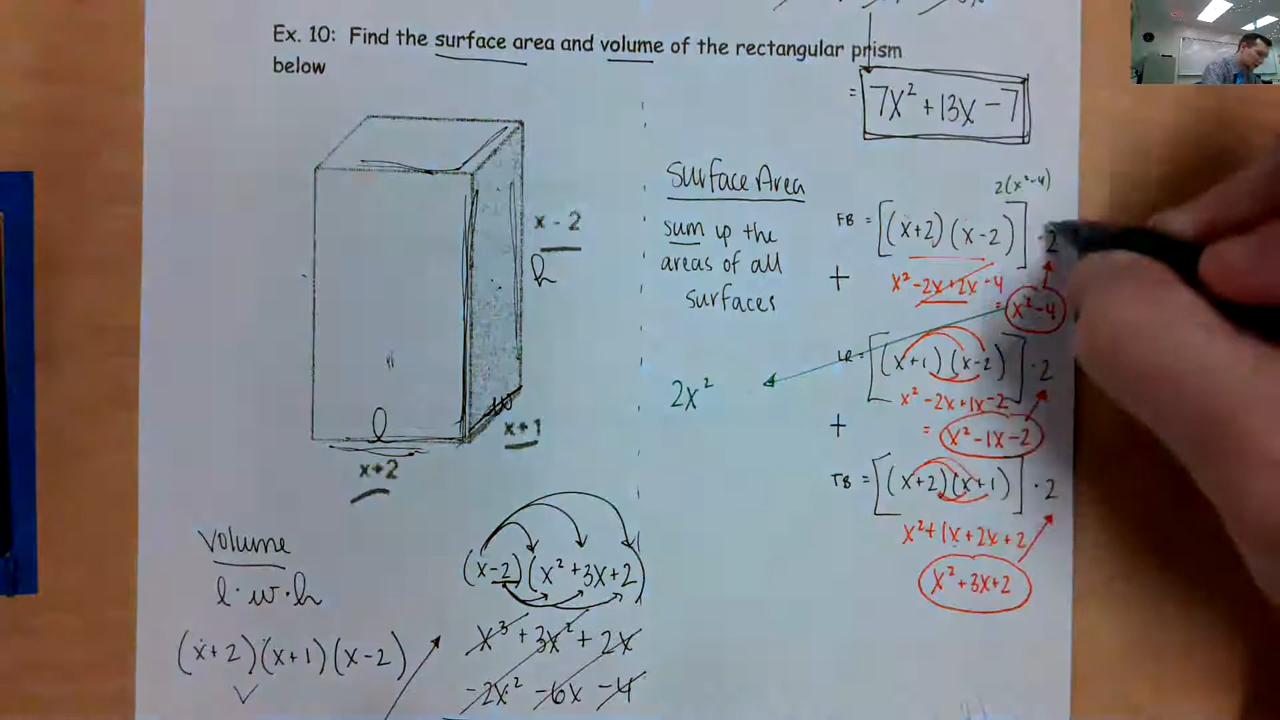 Ex. 10: Find the surface area and volume of the rectangular prism
below
= 7x² + 13x - 7
x - 2
h
l
x+2
w
x+1
Surface Area
sum up the
areas of all
surfaces
2x²
2(x²-4)
FB = [(x+2)(x-2)] · 2
+
x² - 2x + 2x - 4
= x² - 4
LR = [(x+1)(x-2)] · 2
x² - 2x + 1x - 2
+
= x² - 1x - 2
TB = [(x+2)(x+1)] · 2
x² + 1x + 2x + 2
x² + 3x + 2
Volume
l · w · h
(x+2)(x+1)(x-2)
(x-2)(x² + 3x + 2)
x³ + 3x² + 2x
-2x² - 6x - 4